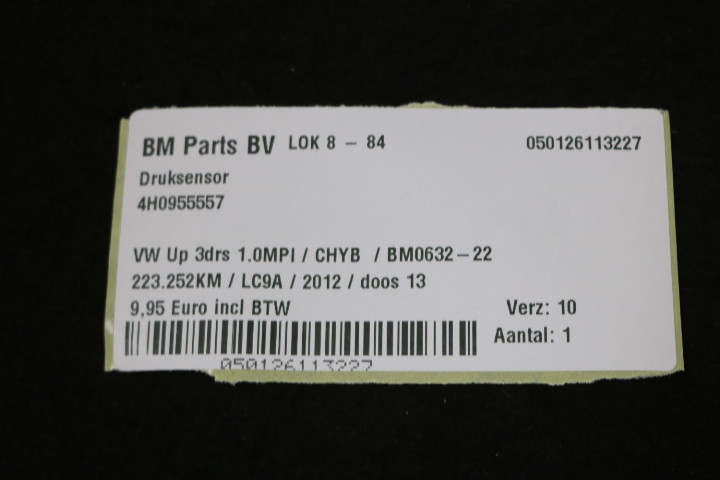 BM Parts BV LOK 8 - 84 050126113227
Druksensor
4H0955557
VW Up 3drs 1.0MPI / CHYB / BM0632-22
223.252KM / LC9A / 2012 / doos 13
9,95 Euro incl BTW Verz: 10
Aantal: 1
050126113227